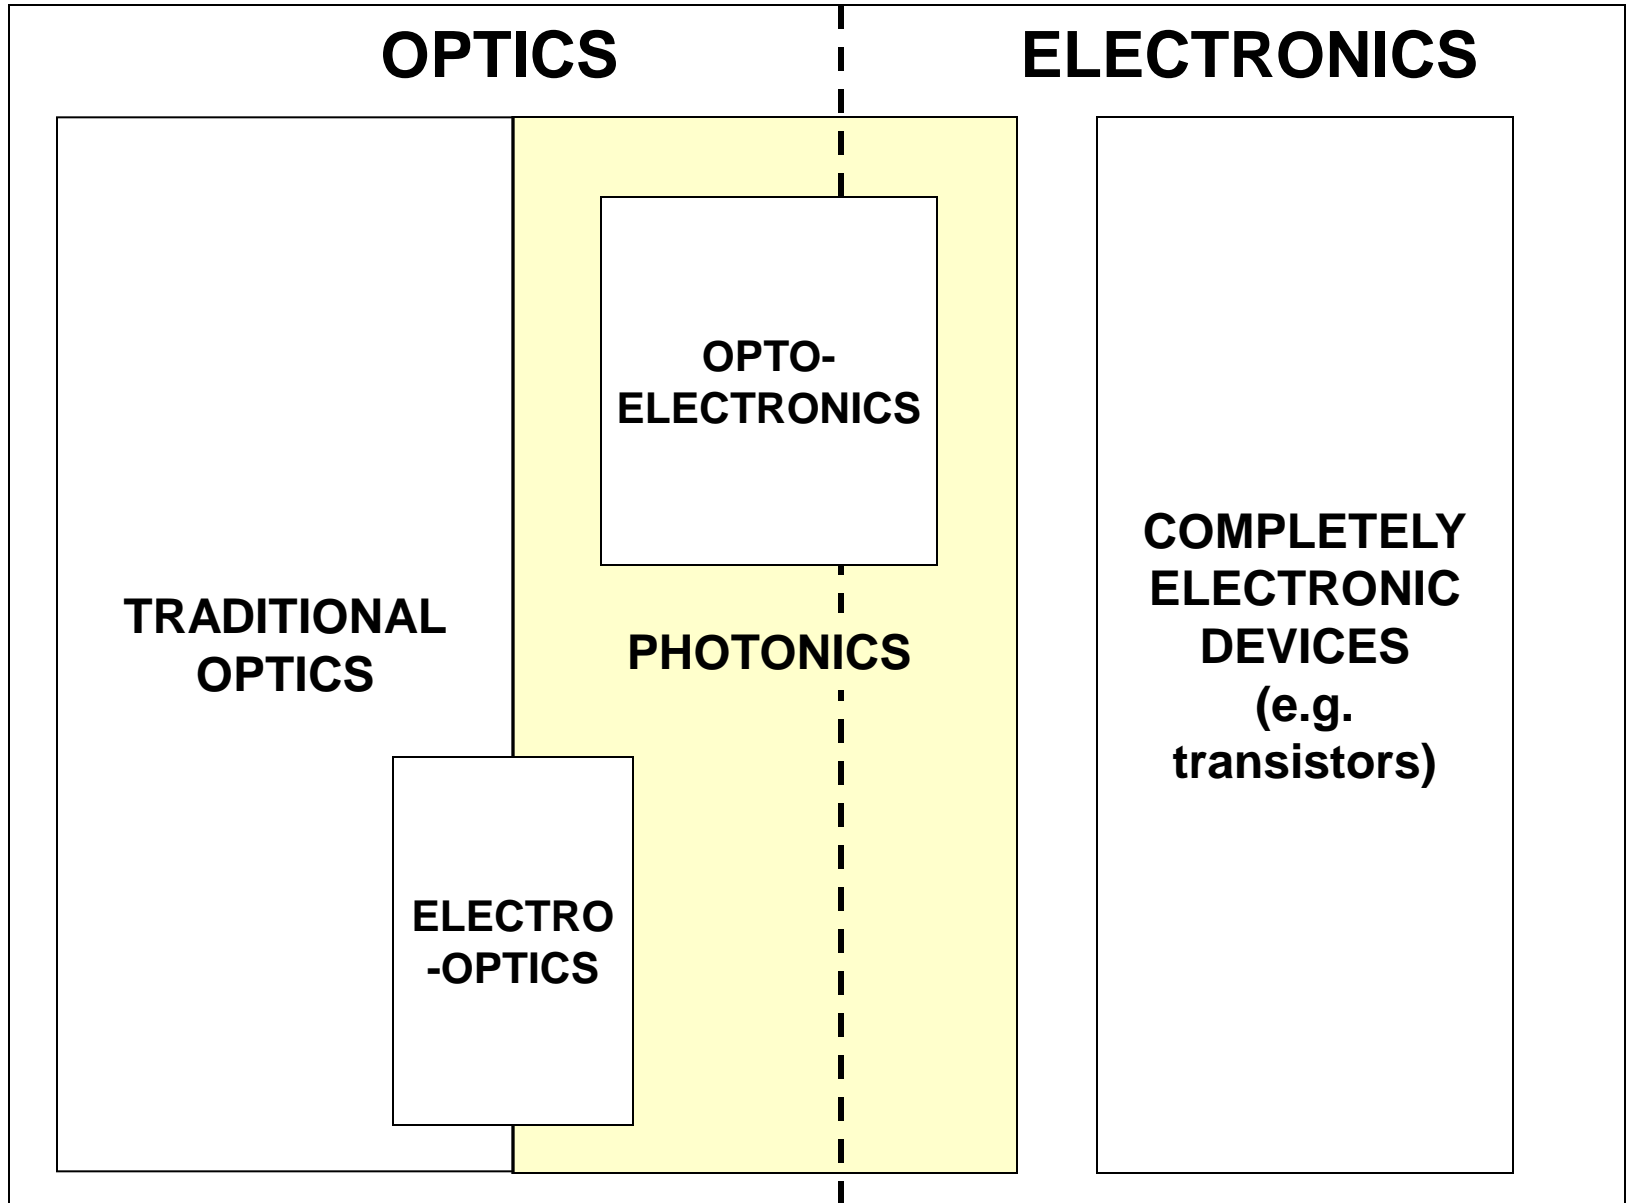 OPTICS
ELECTRONICS
OPTO-
ELECTRONICS
TRADITIONAL
OPTICS
PHOTONICS
COMPLETELY
ELECTRONIC
DEVICES
(e.g.
transistors)
ELECTRO
-OPTICS